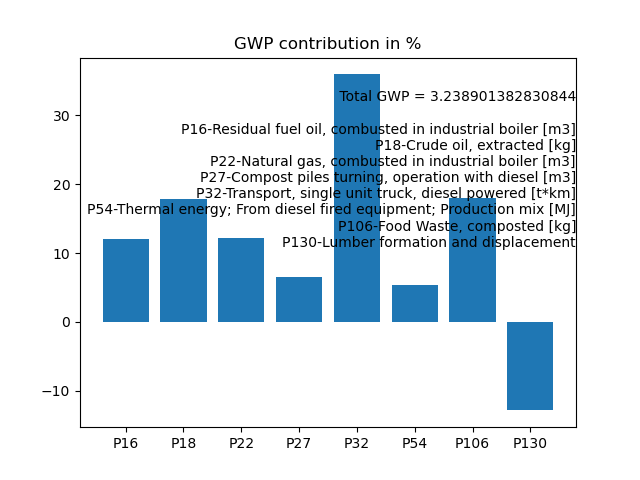 GWP contribution in %
Total GWP = 3.238901382830844
P16-Residual fuel oil, combusted in industrial boiler [m3]
P18-Crude oil, extracted [kg]
P22-Natural gas, combusted in industrial boiler [m3]
P27-Compost piles turning, operation with diesel [m3]
P32-Transport, single unit truck, diesel powered [t*km]
P54-Thermal energy; From diesel fired equipment; Production mix [MJ]
P106-Food Waste, composted [kg]
P130-Lumber formation and displacement
30
20
10
0
−10
P16 P18 P22 P27 P32 P54 P106 P130